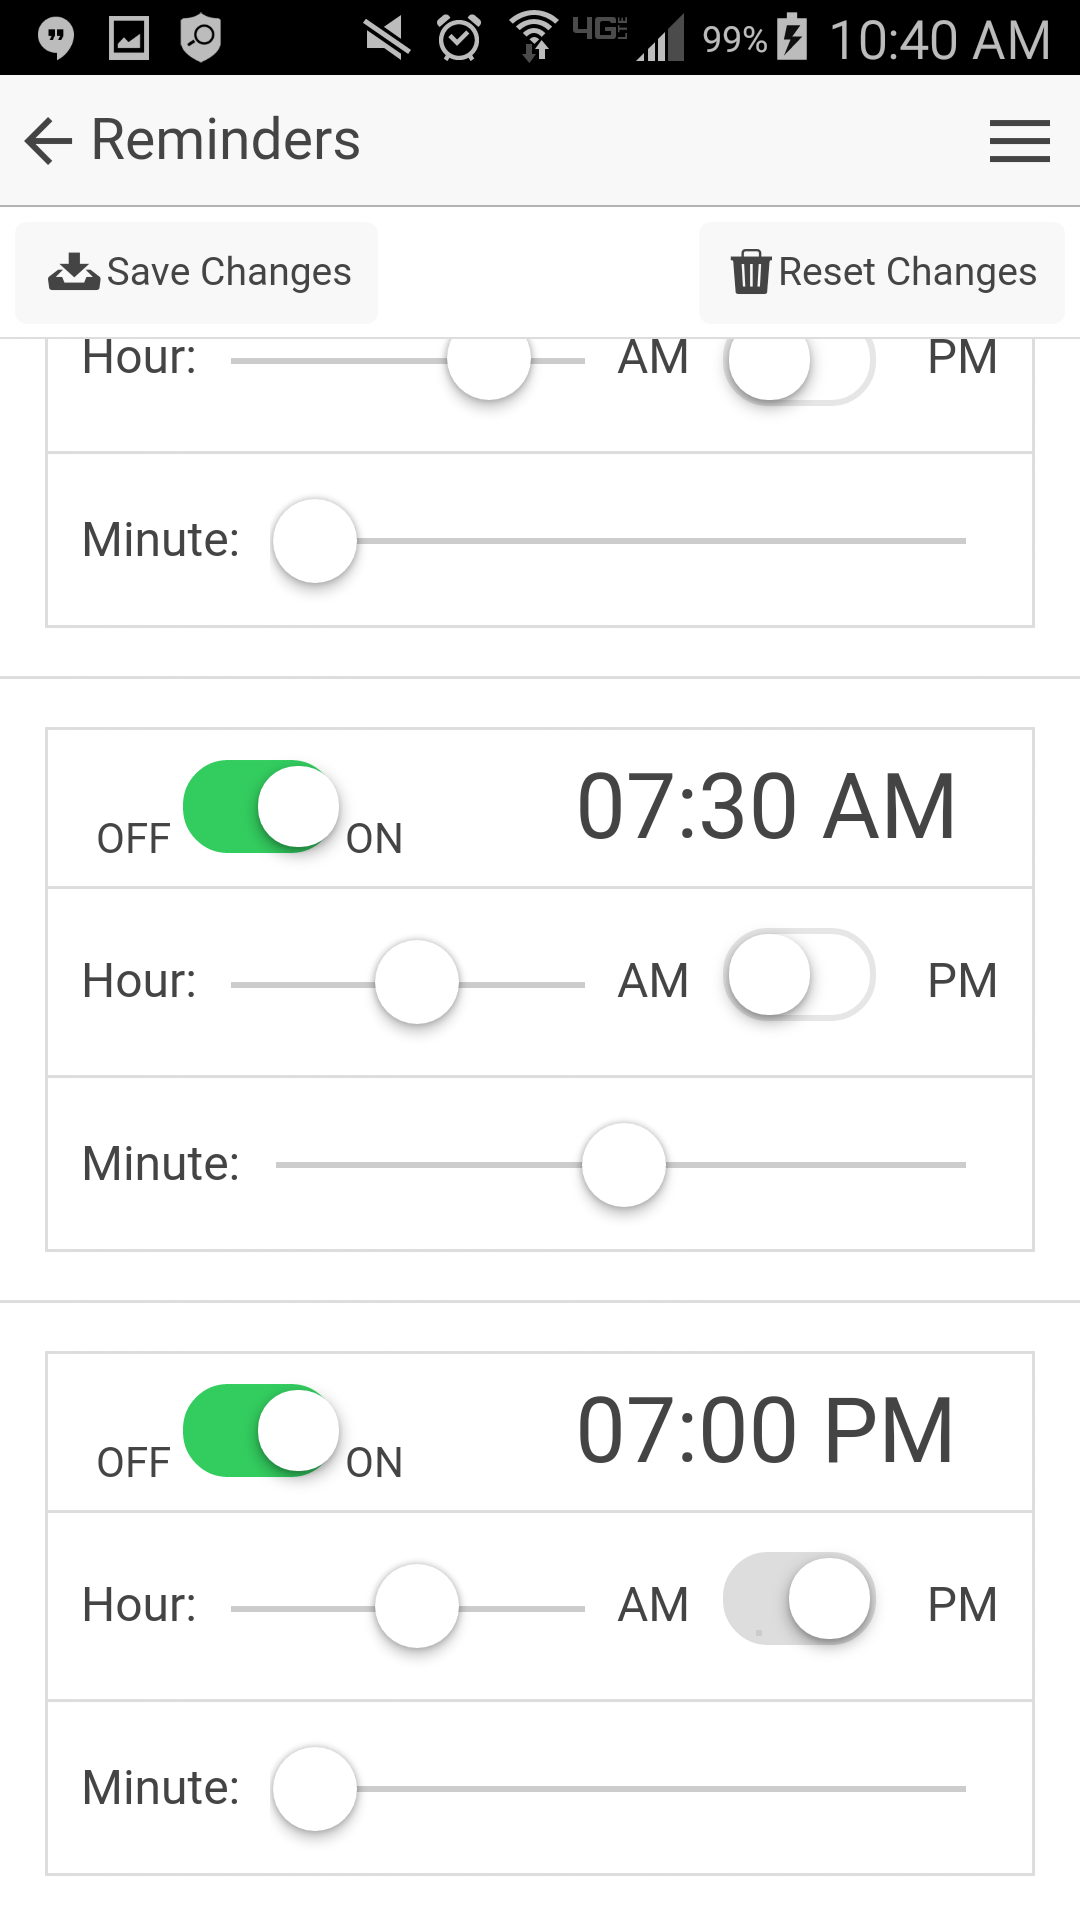 4G LTE 99% 10:40 AM
Reminders
Save Changes Reset Changes
Hour: AM PM
Minute:
OFF ON 07:30 AM
Hour: AM PM
Minute:
OFF ON 07:00 PM
Hour: AM PM
Minute: